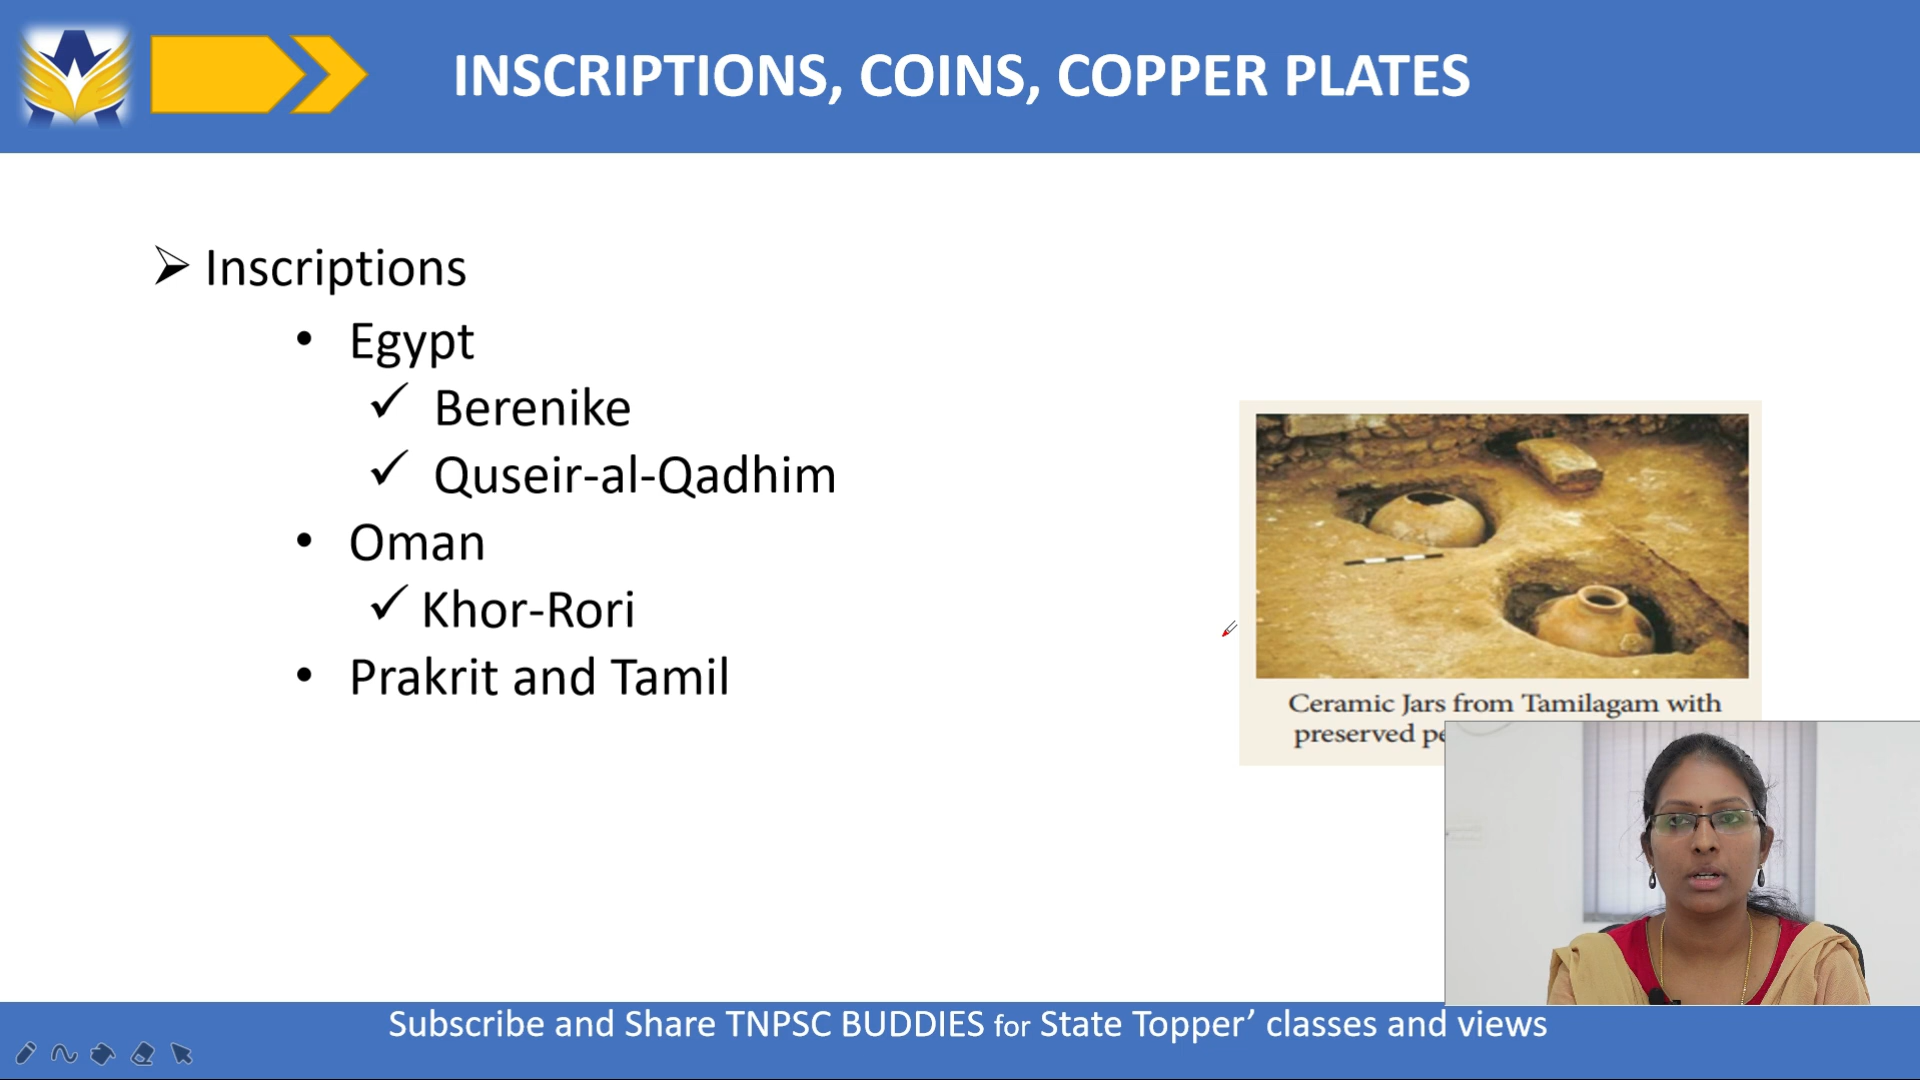 INSCRIPTIONS, COINS, COPPER PLATES
Inscriptions
Egypt
Berenike
Quseir-al-Qadhim
Oman
Khor-Rori
Prakrit and Tamil
Ceramic Jars from Tamilagam with
preserved
Subscribe and Share TNPSC BUDDIES for State Topper’ classes and views